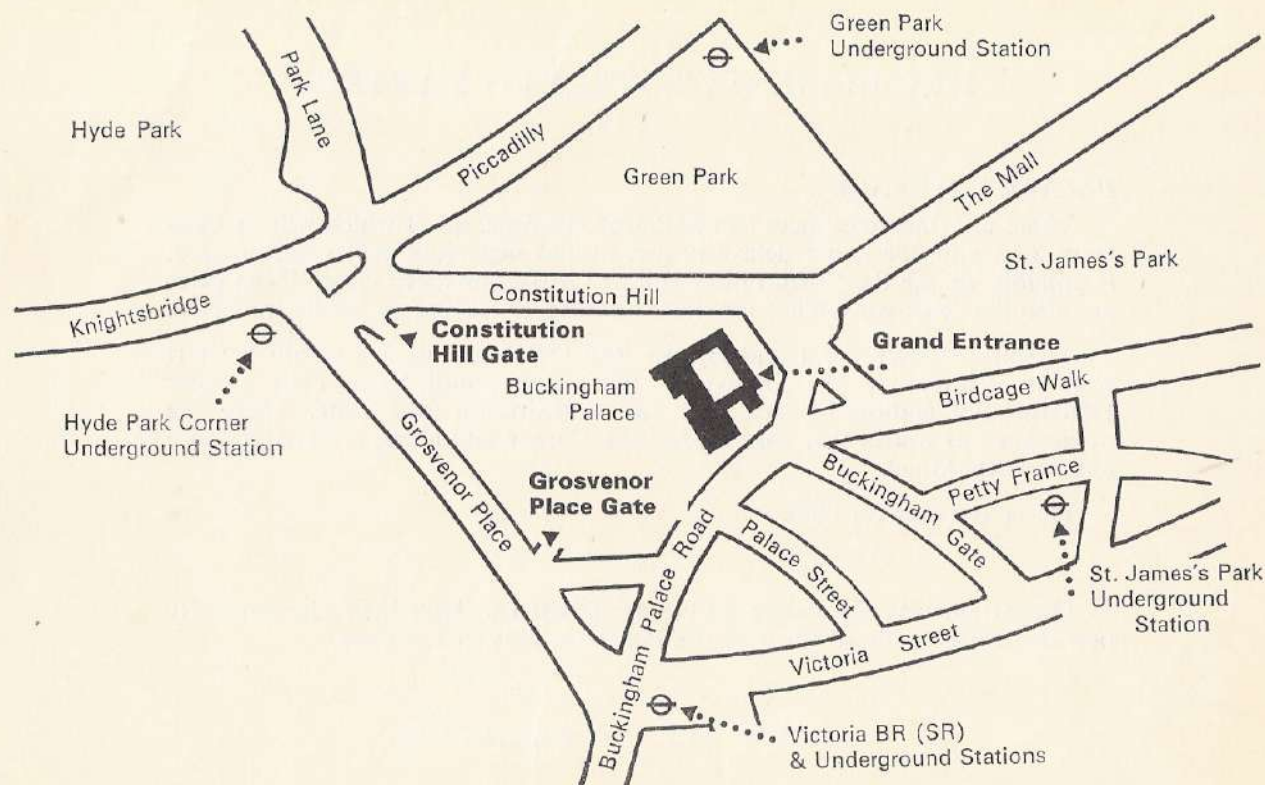 Green Park
Underground Station
Hyde Park
Park Lane
Piccadilly
Green Park
The Mall
St. James's Park
Knightsbridge
Constitution Hill
Constitution
Hill Gate
Grand Entrance
Buckingham
Palace
Birdcage Walk
Hyde Park Corner
Underground Station
Grosvenor Place
Grosvenor
Place Gate
Buckingham Gate
Petty France
Palace Street
Buckingham Palace Road
St. James's Park
Underground
Station
Victoria Street
Victoria BR (SR)
& Underground Stations